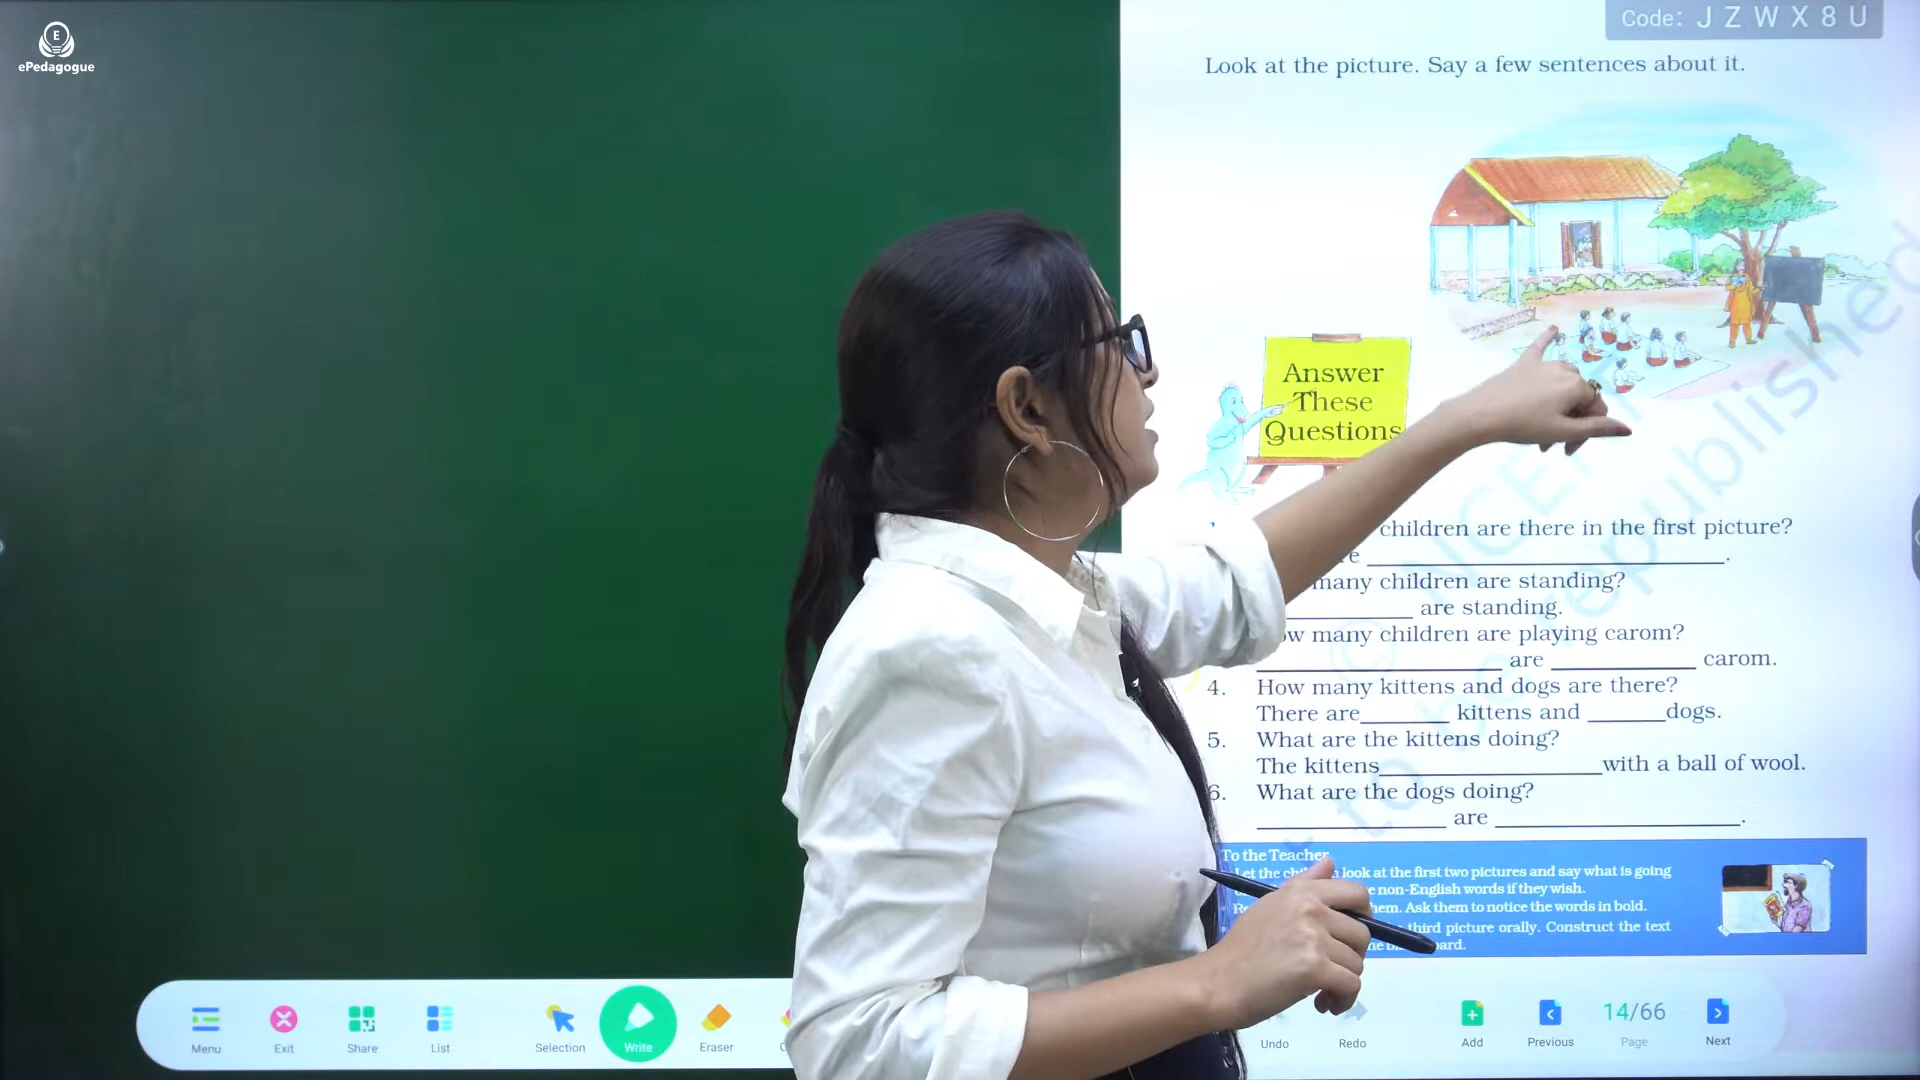 ePedagogue
Code: J Z W X 8 U
Look at the picture. Say a few sentences about it.
Answer
These
Questions
children are there in the first picture?
many children are standing?
are standing.
many children are playing carom?
are carom.
4. How many kittens and dogs are there?
There are kittens and dogs.
5. What are the kittens doing?
The kittens with a ball of wool.
6. What are the dogs doing?
are .
To the Teacher
Let the look at the first two pictures and say what is going
non-English words if they wish.
them. Ask them to notice the words in bold.
third picture orally. Construct the text
© NCERT
to be republished
Menu
Exit
Share
List
Selection
Write
Eraser
Undo
Redo
Add
Previous
14/66
Page
Next